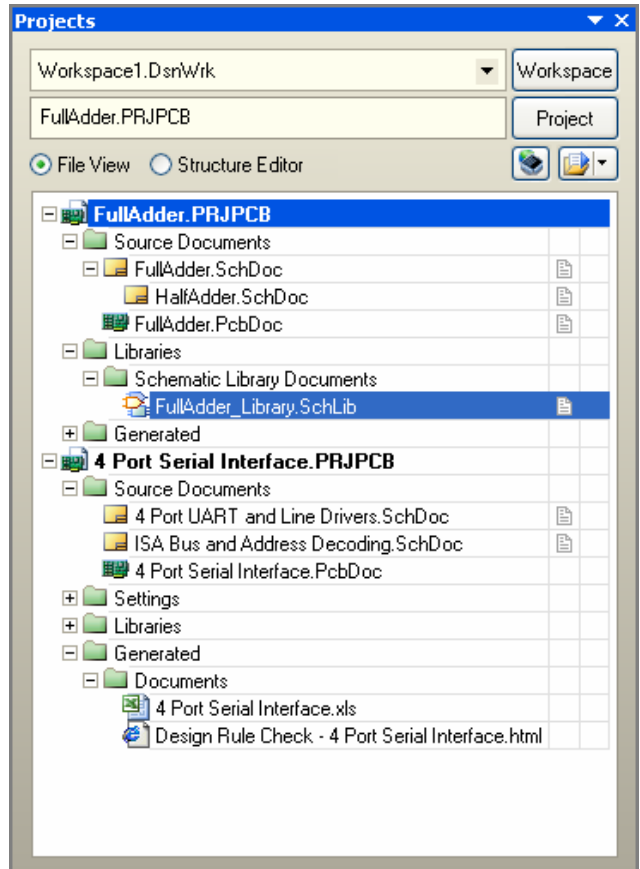 Projects
Workspace1.DsnWrk Workspace
FullAdder.PRJPCB Project
File View Structure Editor
FullAdder.PRJPCB
Source Documents
FullAdder.SchDoc
HalfAdder.SchDoc
FullAdder.PcbDoc
Libraries
Schematic Library Documents
FullAdder_Library.SchLib
Generated
4 Port Serial Interface.PRJPCB
Source Documents
4 Port UART and Line Drivers.SchDoc
ISA Bus and Address Decoding.SchDoc
4 Port Serial Interface.PcbDoc
Settings
Libraries
Generated
Documents
4 Port Serial Interface.xls
Design Rule Check - 4 Port Serial Interface.html